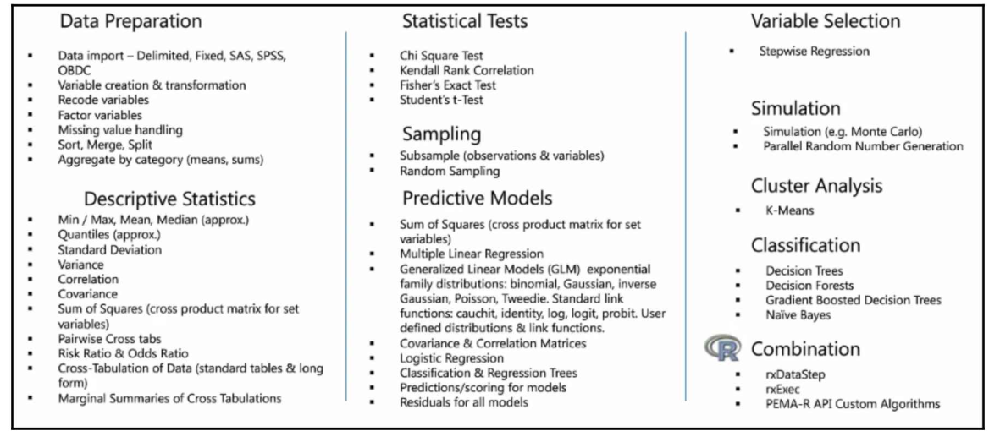 Data Preparation
Data import – Delimited, Fixed, SAS, SPSS,
OBDC
Variable creation & transformation
Recode variables
Factor variables
Missing value handling
Sort, Merge, Split
Aggregate by category (means, sums)
Descriptive Statistics
Min / Max, Mean, Median (approx.)
Quantiles (approx.)
Standard Deviation
Variance
Correlation
Covariance
Sum of Squares (cross product matrix for set
variables)
Pairwise Cross tabs
Risk Ratio & Odds Ratio
Cross-Tabulation of Data (standard tables & long
form)
Marginal Summaries of Cross Tabulations
Statistical Tests
Chi Square Test
Kendall Rank Correlation
Fisher's Exact Test
Student's t-Test
Sampling
Subsample (observations & variables)
Random Sampling
Predictive Models
Sum of Squares (cross product matrix for set
variables)
Multiple Linear Regression
Generalized Linear Models (GLM) exponential
family distributions: binomial, Gaussian, inverse
Gaussian, Poisson, Tweedie. Standard link
functions: cauchit, identity, log, logit, probit. User
defined distributions & link functions.
Covariance & Correlation Matrices
Logistic Regression
Classification & Regression Trees
Predictions/scoring for models
Residuals for all models
Variable Selection
Stepwise Regression
Simulation
Simulation (e.g. Monte Carlo)
Parallel Random Number Generation
Cluster Analysis
K-Means
Classification
Decision Trees
Decision Forests
Gradient Boosted Decision Trees
Naïve Bayes
R Combination
rxDataStep
rxExec
PEMA-R API Custom Algorithms